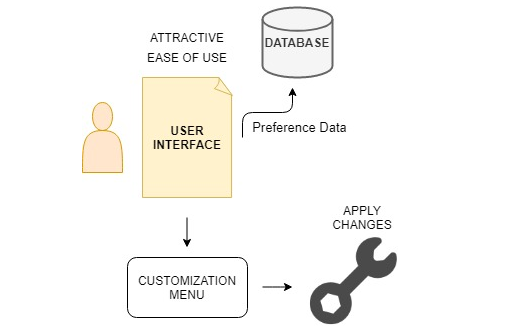 ATTRACTIVE
EASE OF USE
DATABASE
USER
INTERFACE
Preference Data
CUSTOMIZATION
MENU
APPLY
CHANGES